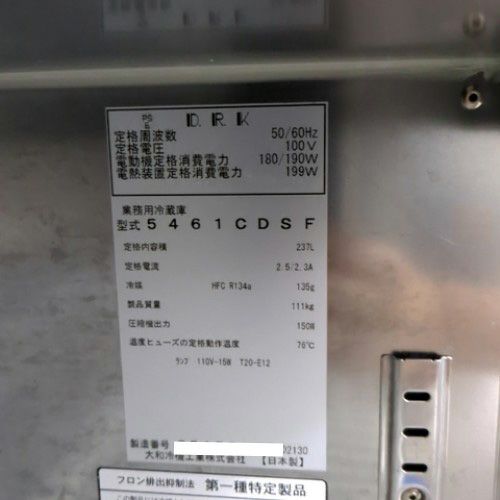 PS
E
D.R.K
定格周波数 50/60Hz
定格電圧 100V
電動機定格消費電力 180/190W
電熱装置定格消費電力 199W
業務用冷蔵庫
型式 5461CDSF
定格内容積 237L
定格電流 2.5/2.3A
冷媒 HFC R134a 135g
製品質量 111kg
圧縮機出力 150W
温度ヒューズの定格動作温度 76℃
ランプ 110V-15W T20-E12
製造番号 02130
大和冷機工業株式会社 【日本製】
フロン排出抑制法 第一種特定製品